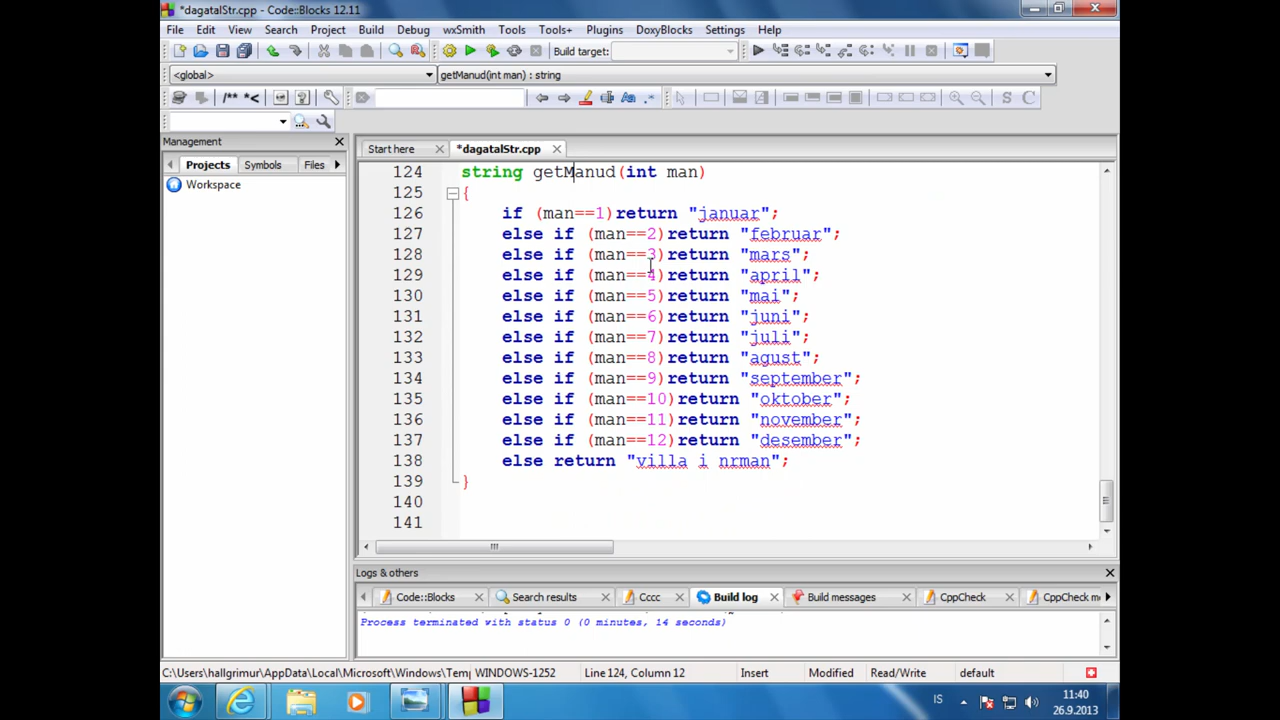 *dagatalStr.cpp - Code::Blocks 12.11
File Edit View Search Project Build Debug wxSmith Tools Tools+ Plugins DoxyBlocks Settings Help
Build target:
<global> getManud(int man) : string
/** *<
Aa .*
S C
Management
Start here *dagatalStr.cpp
Projects Symbols Files
Workspace
124 string getManud(int man)
125 {
126 if (man==1)return "januar";
127 else if (man==2)return "februar";
128 else if (man==3)return "mars";
129 else if (man==4)return "april";
130 else if (man==5)return "mai";
131 else if (man==6)return "juni";
132 else if (man==7)return "juli";
133 else if (man==8)return "agust";
134 else if (man==9)return "september";
135 else if (man==10)return "oktober";
136 else if (man==11)return "november";
137 else if (man==12)return "desember";
138 else return "villa i nrman";
139 }
140
141
Logs & others
Code::Blocks Search results Cccc Build log Build messages CppCheck CppCheck me
Process terminated with status 0 (0 minutes, 14 seconds)
C:\Users\hallgrimur\AppData\Local\Microsoft\Windows\Temp WINDOWS-1252 Line 124, Column 12 Insert Modified Read/Write default
IS
11:40
26.9.2013